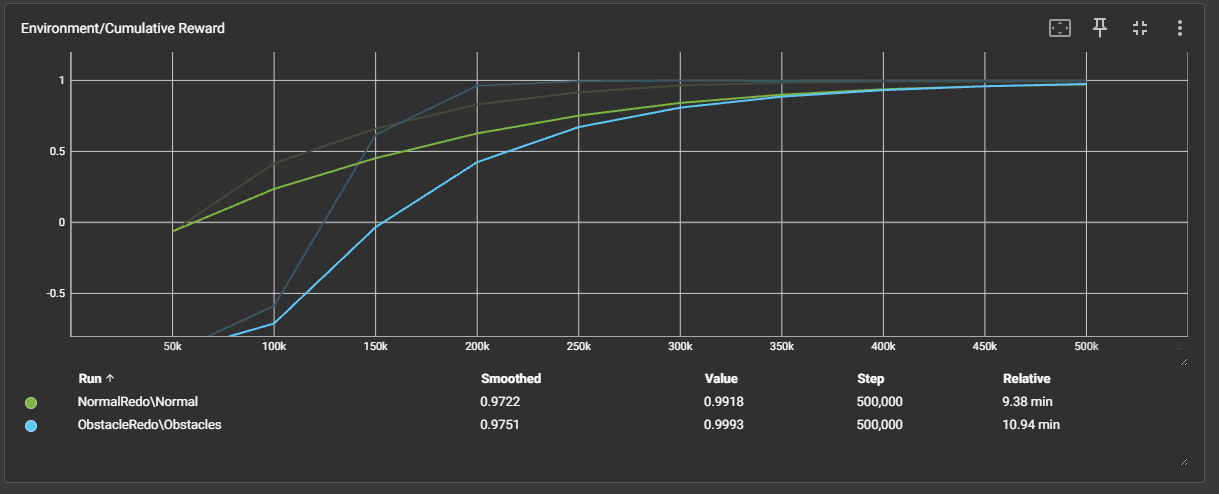 Environment/Cumulative Reward
1
0.5
0
-0.5
50k 100k 150k 200k 250k 300k 350k 400k 450k 500k
Run ↑ Smoothed Value Step Relative
NormalRedo\Normal 0.9722 0.9918 500,000 9.38 min
ObstacleRedo\Obstacles 0.9751 0.9993 500,000 10.94 min